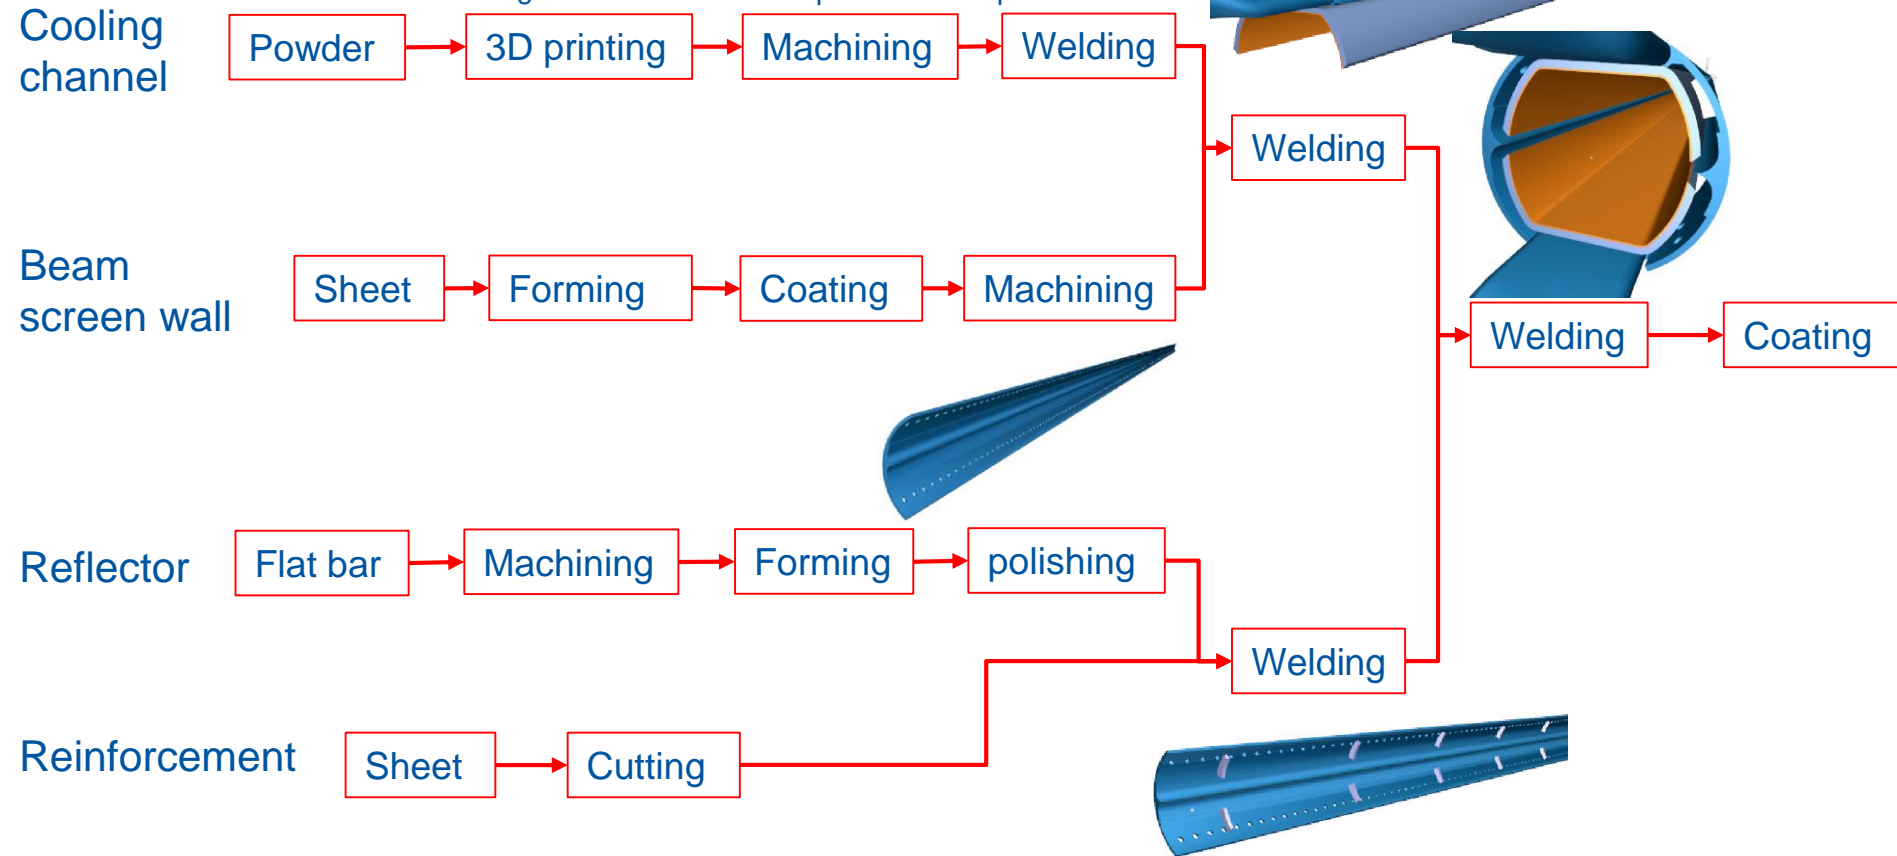 Cooling
channel
Powder
3D printing
Machining
Welding
Welding
Beam
screen wall
Sheet
Forming
Coating
Machining
Welding
Coating
Reflector
Flat bar
Machining
Forming
polishing
Welding
Reinforcement
Sheet
Cutting